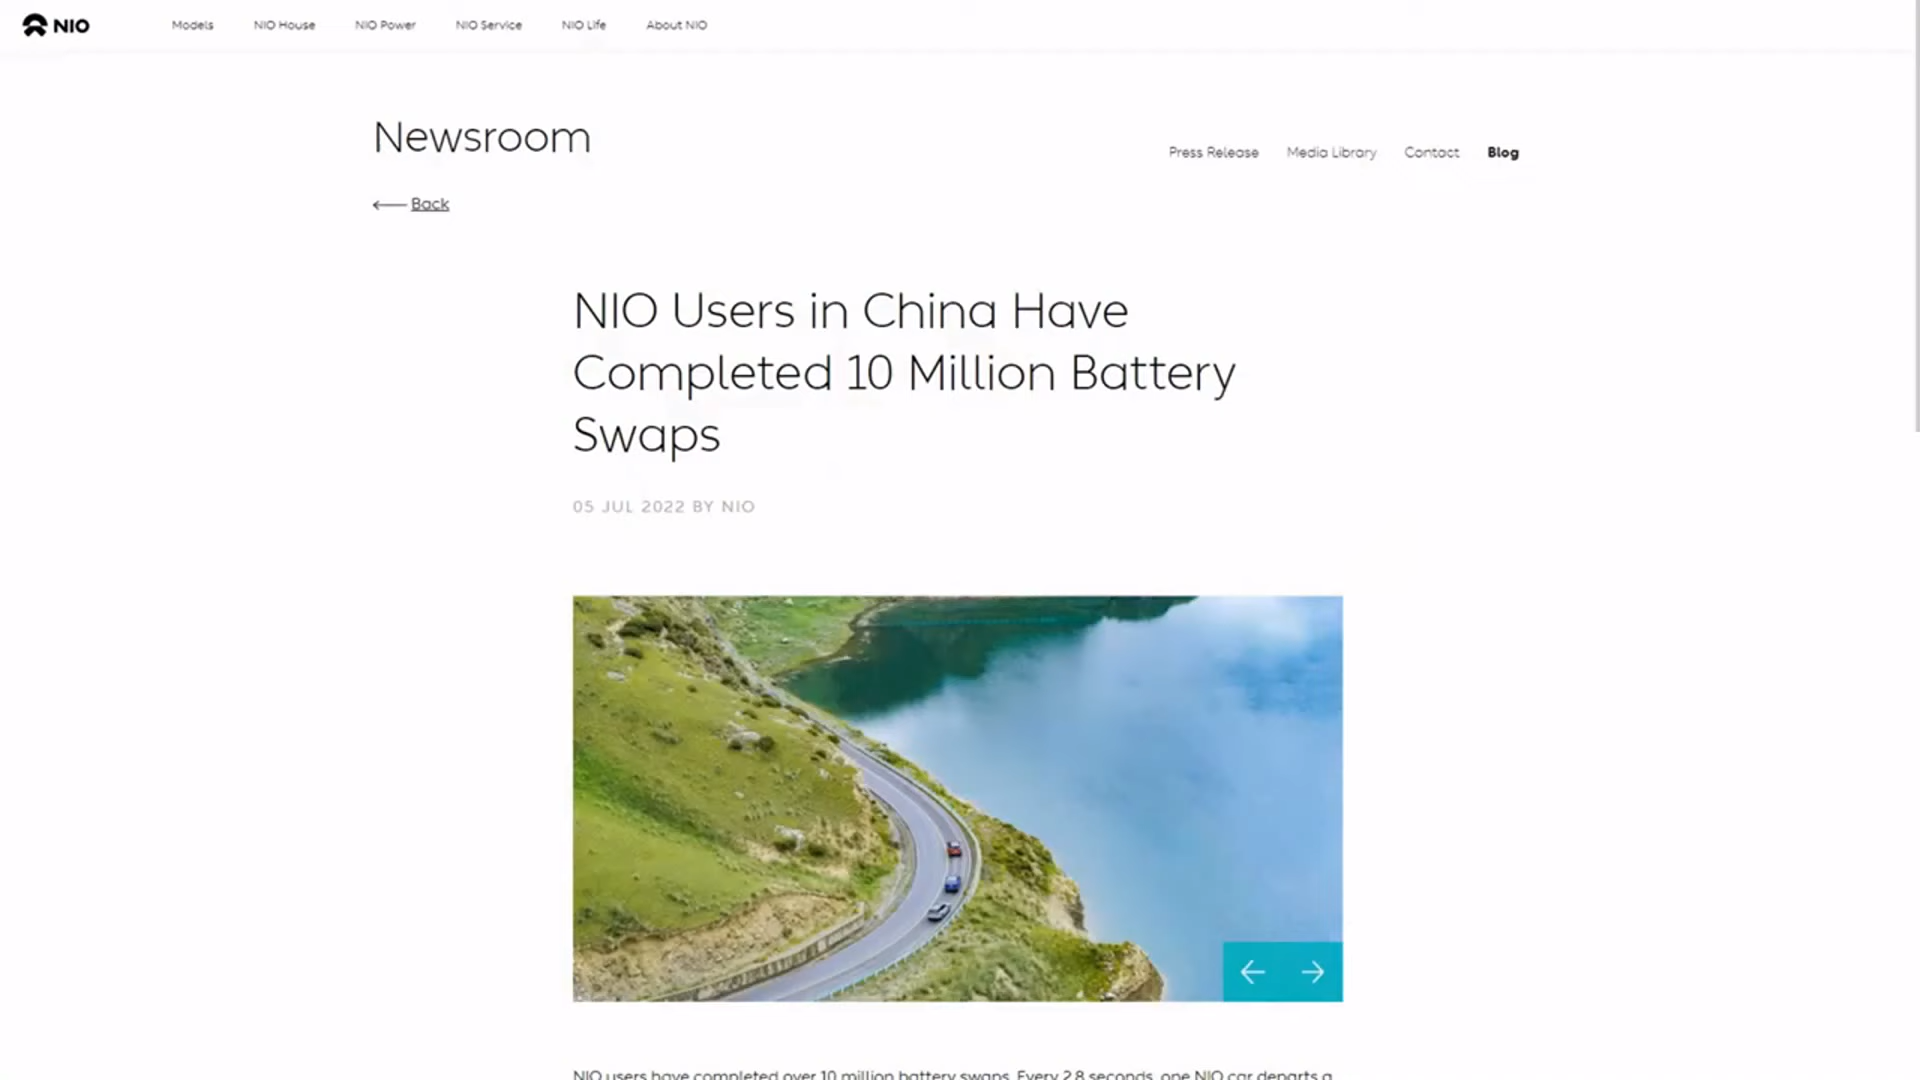 NIO
Models
NIO House
NIO Power
NIO Service
NIO Life
About NIO
Newsroom
Press Release
Media Library
Contact
Blog
Back
NIO Users in China Have
Completed 10 Million Battery
Swaps
05 JUL 2022 BY NIO
NIO users have completed over 10 million battery swaps. Every 2.8 seconds, one NIO car departs a